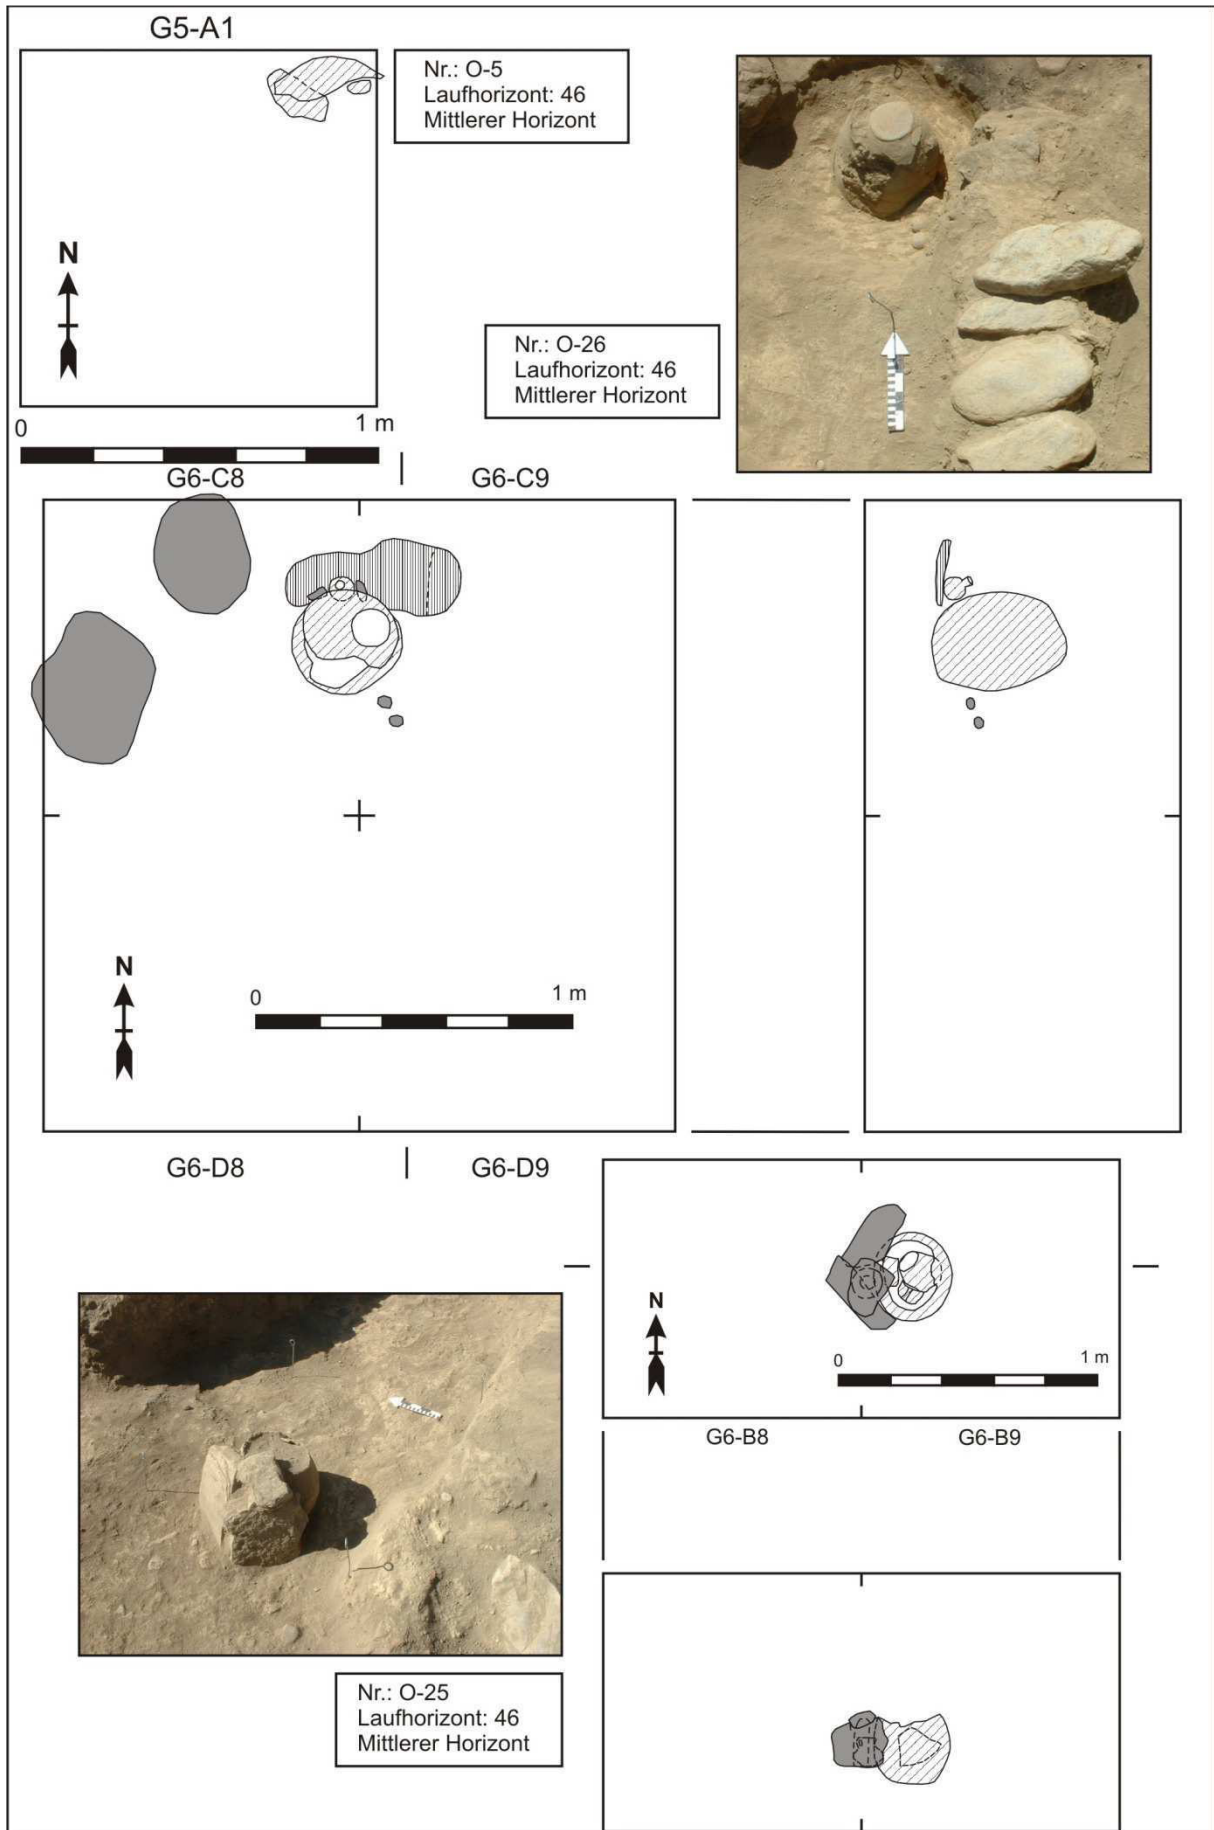 G5-A1
Nr.: O-5
Laufhorizont: 46
Mittlerer Horizont
N
0 1 m
Nr.: O-26
Laufhorizont: 46
Mittlerer Horizont
G6-C8 G6-C9
N
0 1 m
G6-D8 G6-D9
N
0 1 m
G6-B8 G6-B9
Nr.: O-25
Laufhorizont: 46
Mittlerer Horizont